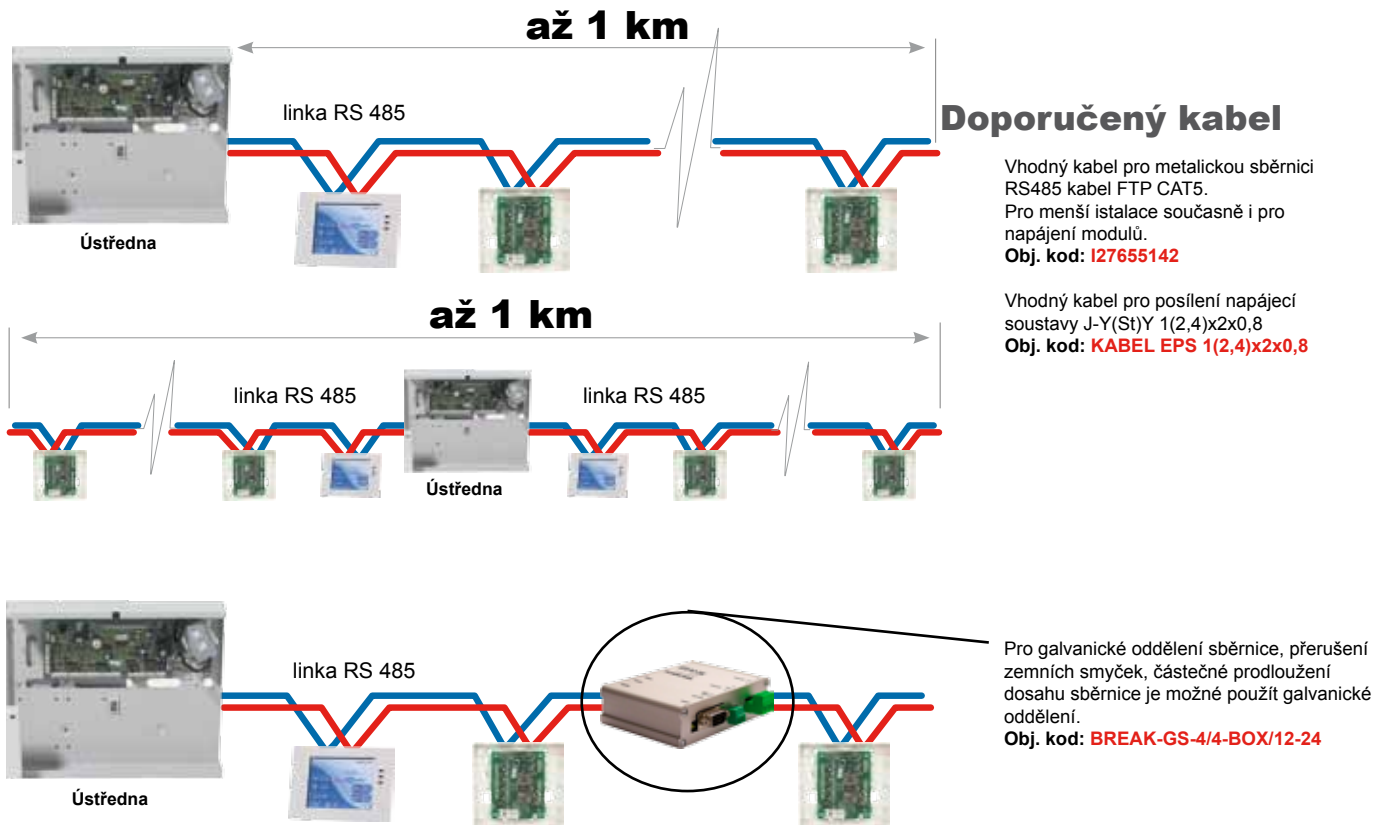 až 1 km
linka RS 485
Ústředna
Doporučený kabel
Vhodný kabel pro metalickou sběrnici
RS485 kabel FTP CAT5.
Pro menší istalace současně i pro
napájení modulů.
Obj. kod: I27655142
Vhodný kabel pro posílení napájecí
soustavy J-Y(St)Y 1(2,4)x2x0,8
Obj. kod: KABEL EPS 1(2,4)x2x0,8
až 1 km
linka RS 485
linka RS 485
Ústředna
linka RS 485
Ústředna
Pro galvanické oddělení sběrnice, přerušení
zemních smyček, částečné prodloužení
dosahu sběrnice je možné použít galvanické
oddělení.
Obj. kod: BREAK-GS-4/4-BOX/12-24